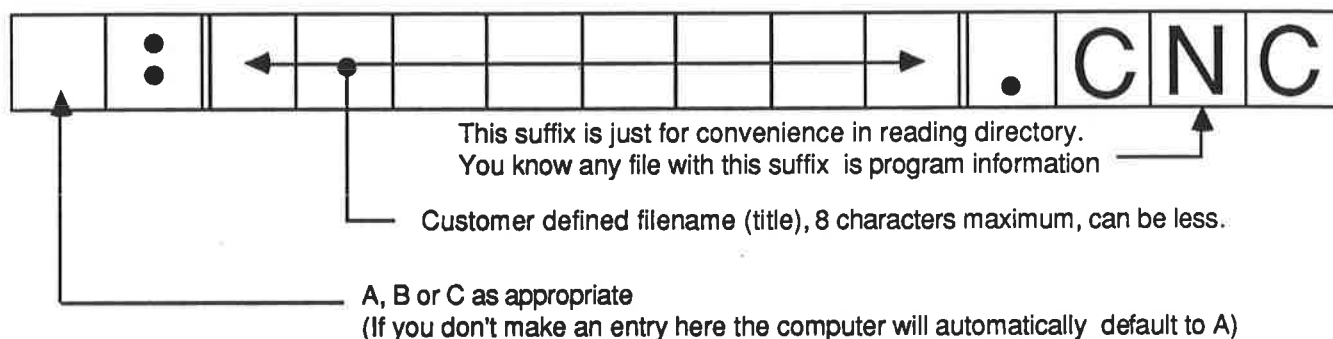 : . C N C
This suffix is just for convenience in reading directory.
You know any file with this suffix is program information
Customer defined filename (title), 8 characters maximum, can be less.
A, B or C as appropriate
(If you don't make an entry here the computer will automatically default to A)